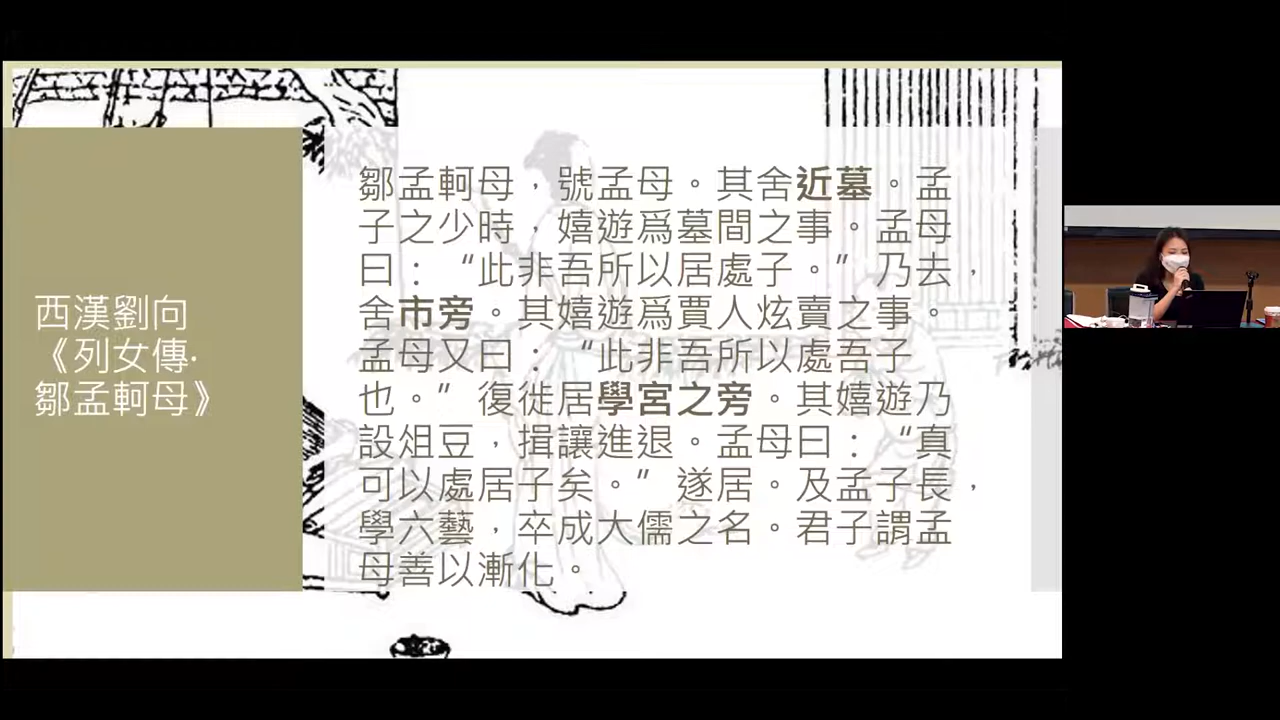 西漢劉向
《列女傳·
鄒孟軻母》
鄒孟軻母，號孟母。其舍近墓。孟
子之少時，嬉遊爲墓間之事。孟母
曰：“此非吾所以居處子。”乃去，
舍市旁。其嬉遊爲賈人炫賣之事。
孟母又曰：“此非吾所以處吾子
也。”復徙居學宮之旁。其嬉遊乃
設俎豆，揖讓進退。孟母曰：“真
可以處居子矣。”遂居。及孟子長，
學六藝，卒成大儒之名。君子謂孟
母善以漸化。